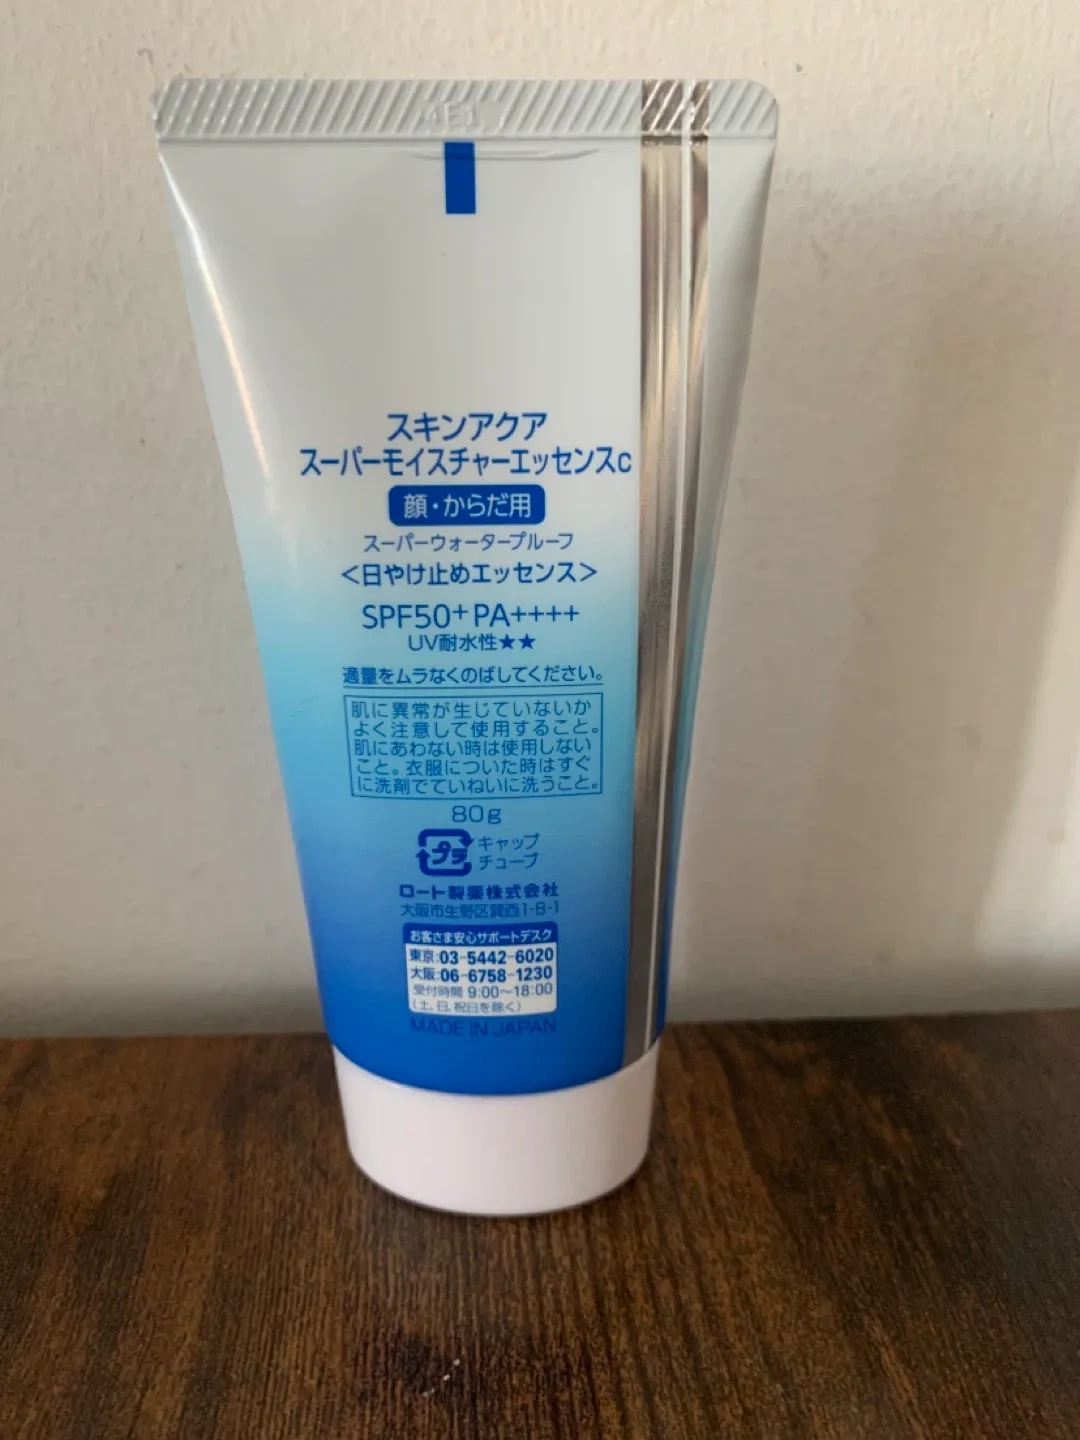 4E1
スキンアクア
スーパーモイスチャーエッセンスc
顔・からだ用
スーパーウォータープルーフ
<日やけ止めエッセンス>
SPF50+ PA++++
UV耐水性★★
適量をムラなくのばしてください。
肌に異常が生じていないか
よく注意して使用すること。
肌にあわない時は使用しない
こと。衣服についた時はすぐ
に洗剤でていねいに洗うこと。
80g
プラ
キャップ
チューブ
ロート製薬株式会社
大阪市生野区巽西1-8-1
お客さま安心サポートデスク
東京:03-5442-6020
大阪:06-6758-1230
受付時間 9:00〜18:00
(土、日、祝日を除く)
MADE IN JAPAN